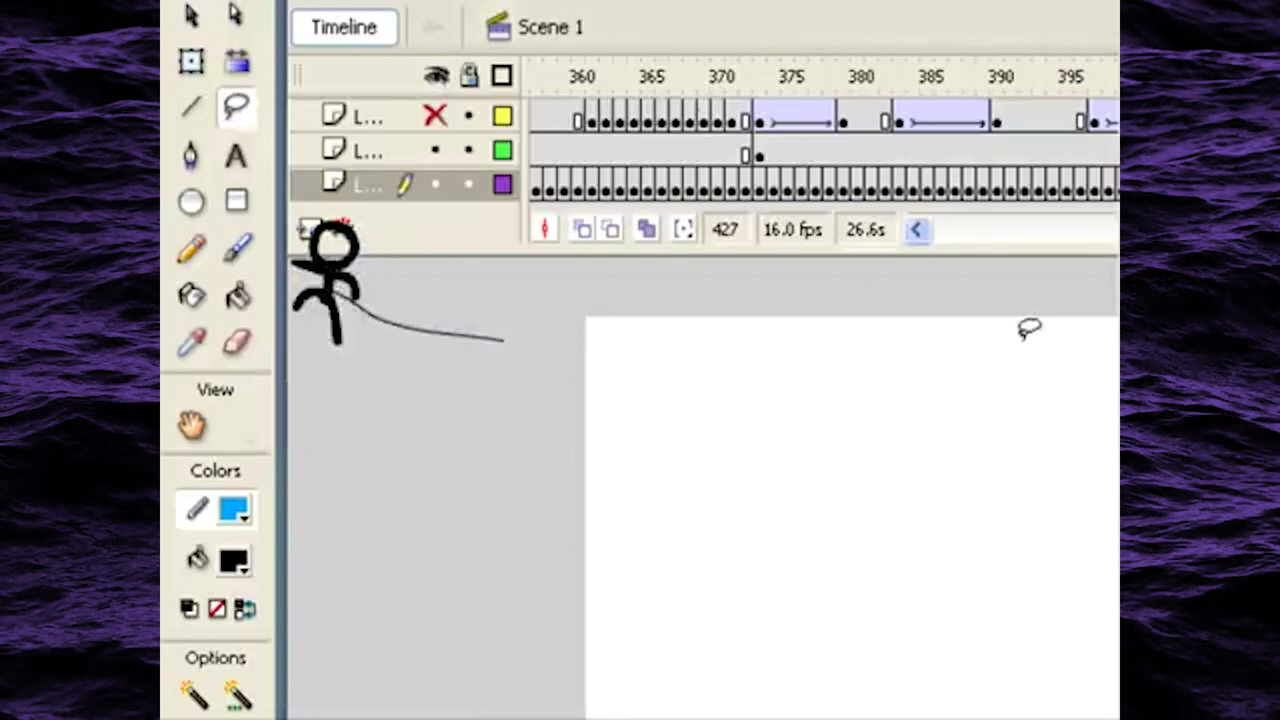 Timeline
Scene 1
360 365 370 375 380 385 390 395
L...
L...
L...
427 16.0 fps 26.6s
A
View
Colors
Options